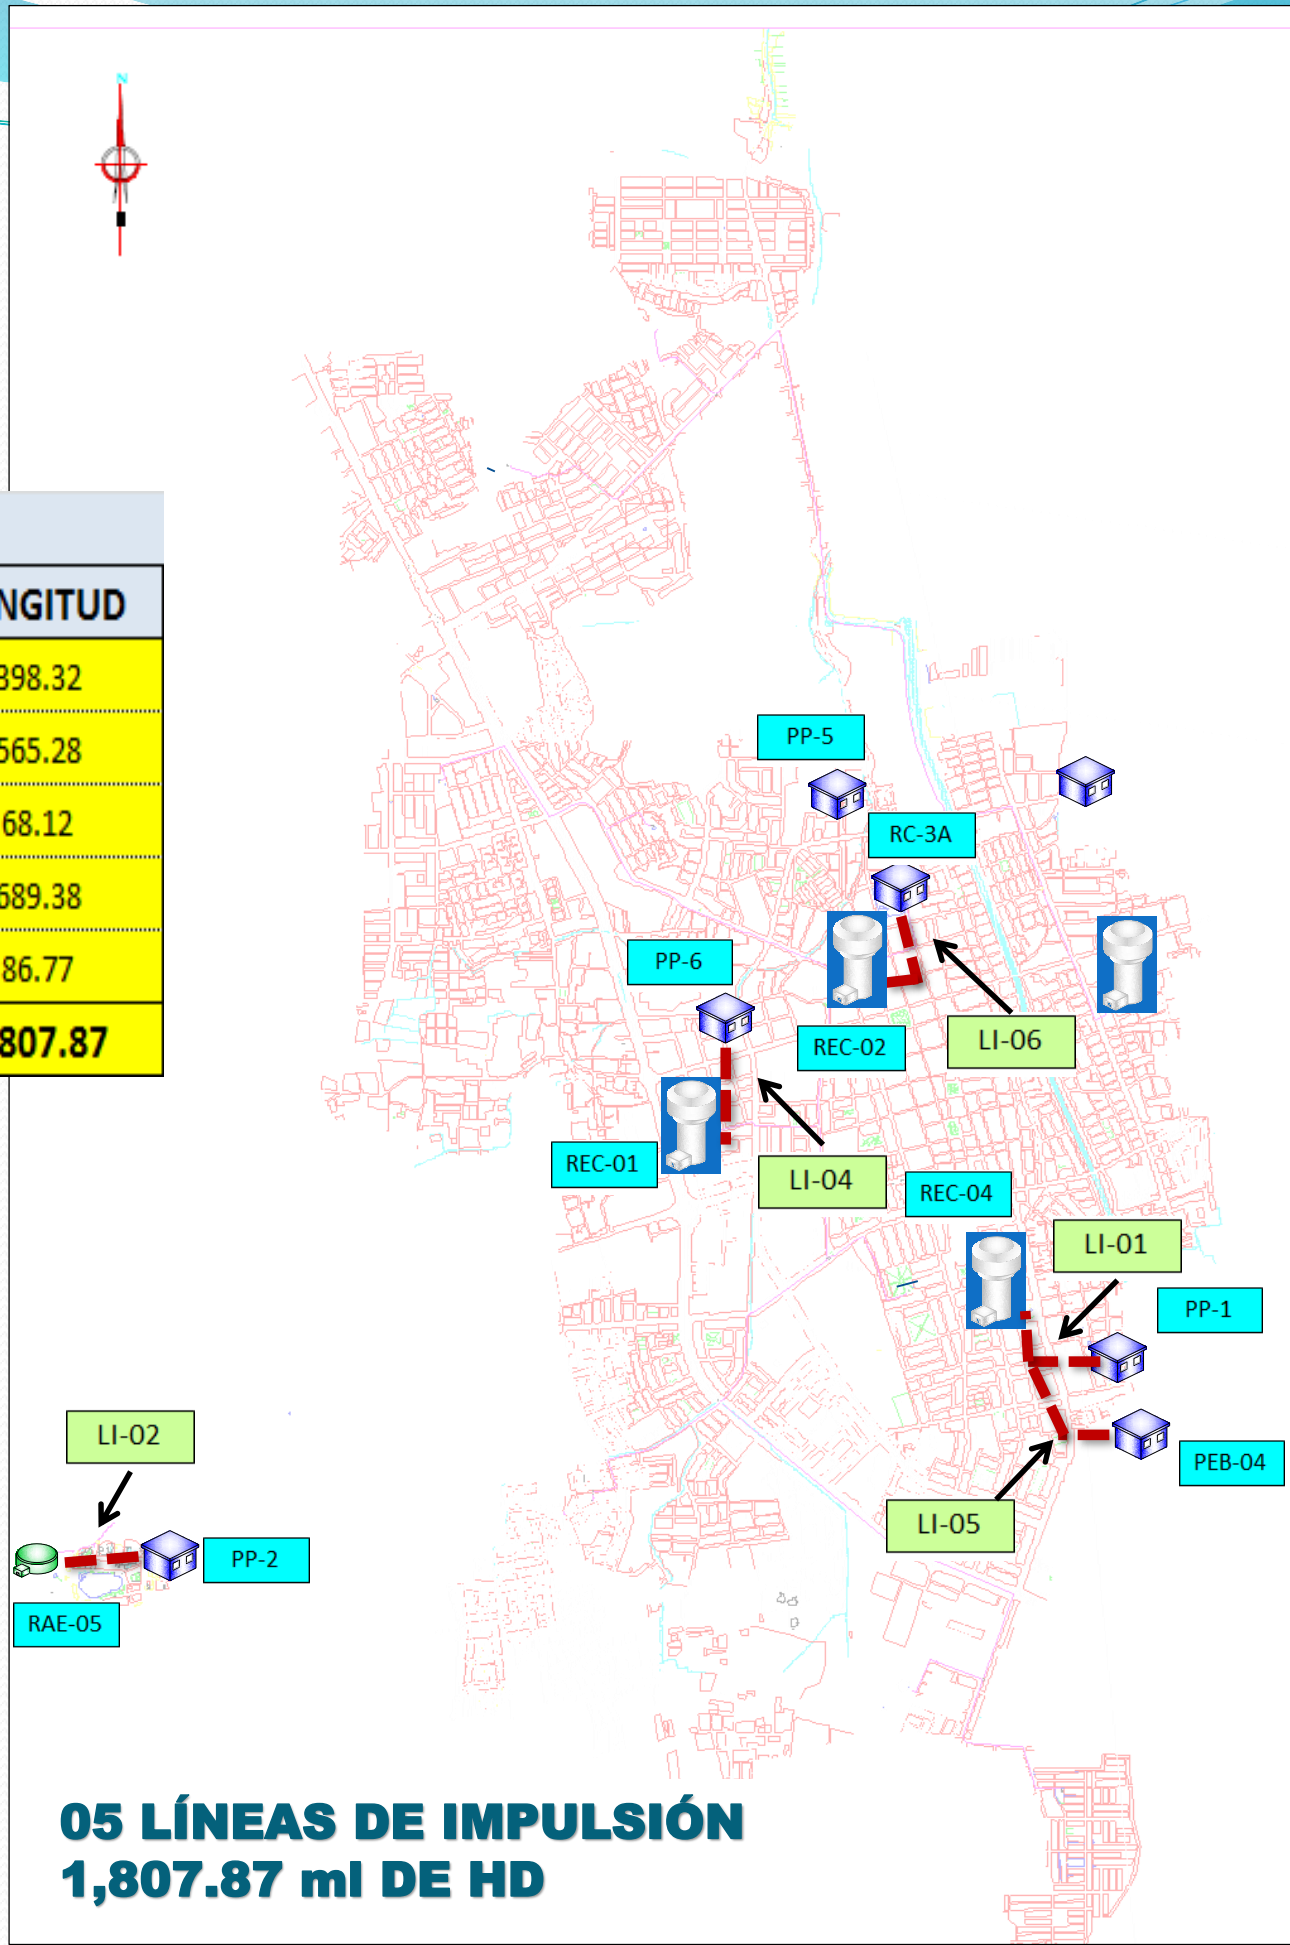 N
NGITUD
398.32
565.28
68.12
689.38
86.77
807.87
PP-5
RC-3A
PP-6
REC-02
LI-06
REC-01
LI-04
REC-04
LI-01
PP-1
LI-02
PEB-04
LI-05
PP-2
RAE-05
05 LÍNEAS DE IMPULSIÓN
1,807.87 ml DE HD